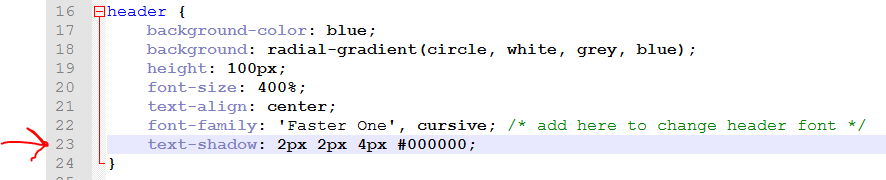 16 header {
17 background-color: blue;
18 background: radial-gradient(circle, white, grey, blue);
19 height: 100px;
20 font-size: 400%;
21 text-align: center;
22 font-family: 'Faster One', cursive; /* add here to change header font */
23 text-shadow: 2px 2px 4px #000000;
24 }